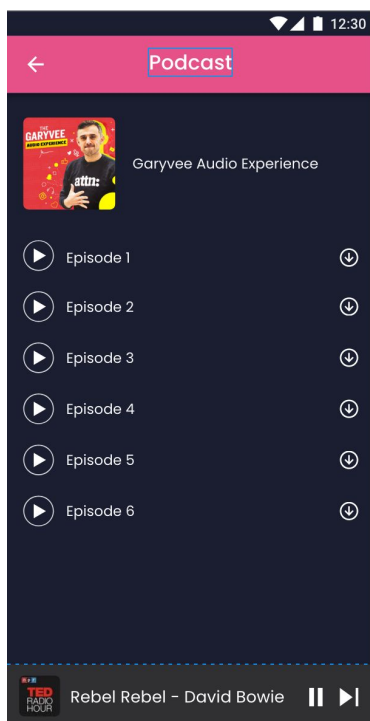 12:30
Podcast
THE
GARYVEE
AUDIO EXPERIENCE
attn:
Garyvee Audio Experience
Episode 1
Episode 2
Episode 3
Episode 4
Episode 5
Episode 6
n p r
TED
RADIO
HOUR
Rebel Rebel - David Bowie